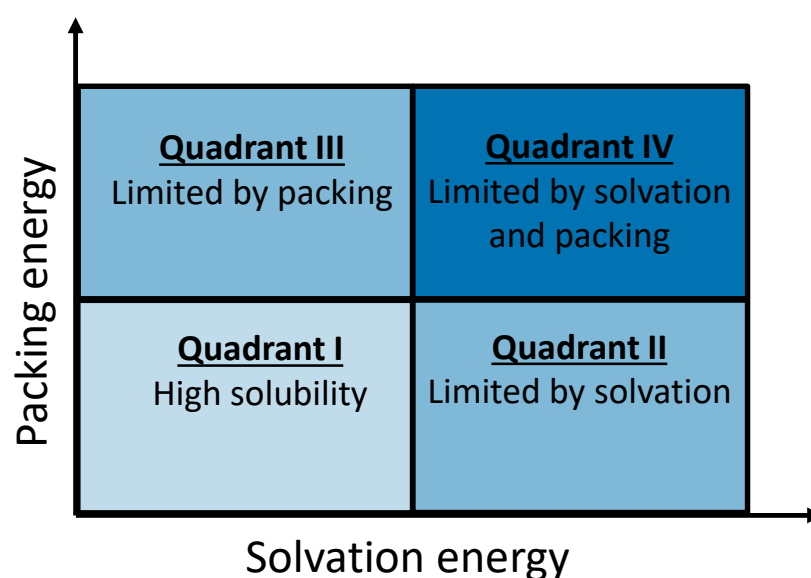 Packing energy
Quadrant III
Limited by packing
Quadrant IV
Limited by solvation
and packing
Quadrant I
High solubility
Quadrant II
Limited by solvation
Solvation energy